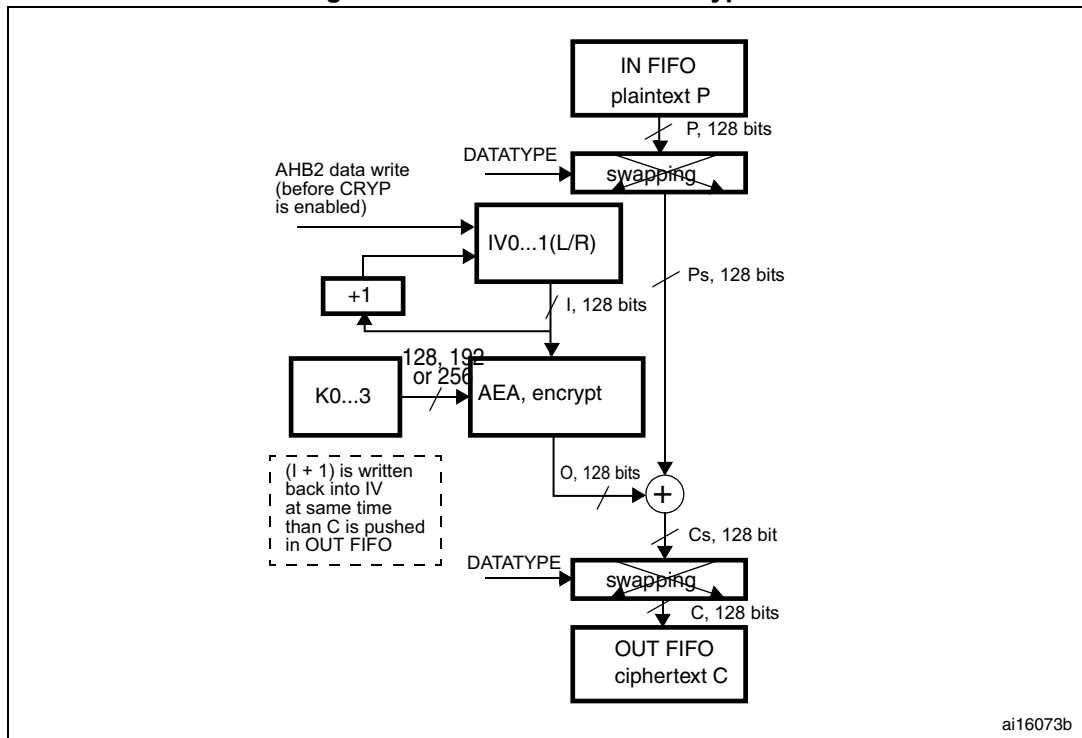 IN FIFO
plaintext P
P, 128 bits
DATATYPE
swapping
AHB2 data write
(before CRYP
is enabled)
IV0...1(L/R)
Ps, 128 bits
+1
I, 128 bits
128, 192
or 256
K0...3
AEA, encrypt
(I + 1) is written
back into IV
at same time
than C is pushed
in OUT FIFO
O, 128 bits
+
Cs, 128 bit
DATATYPE
swapping
C, 128 bits
OUT FIFO
ciphertext C
ai16073b